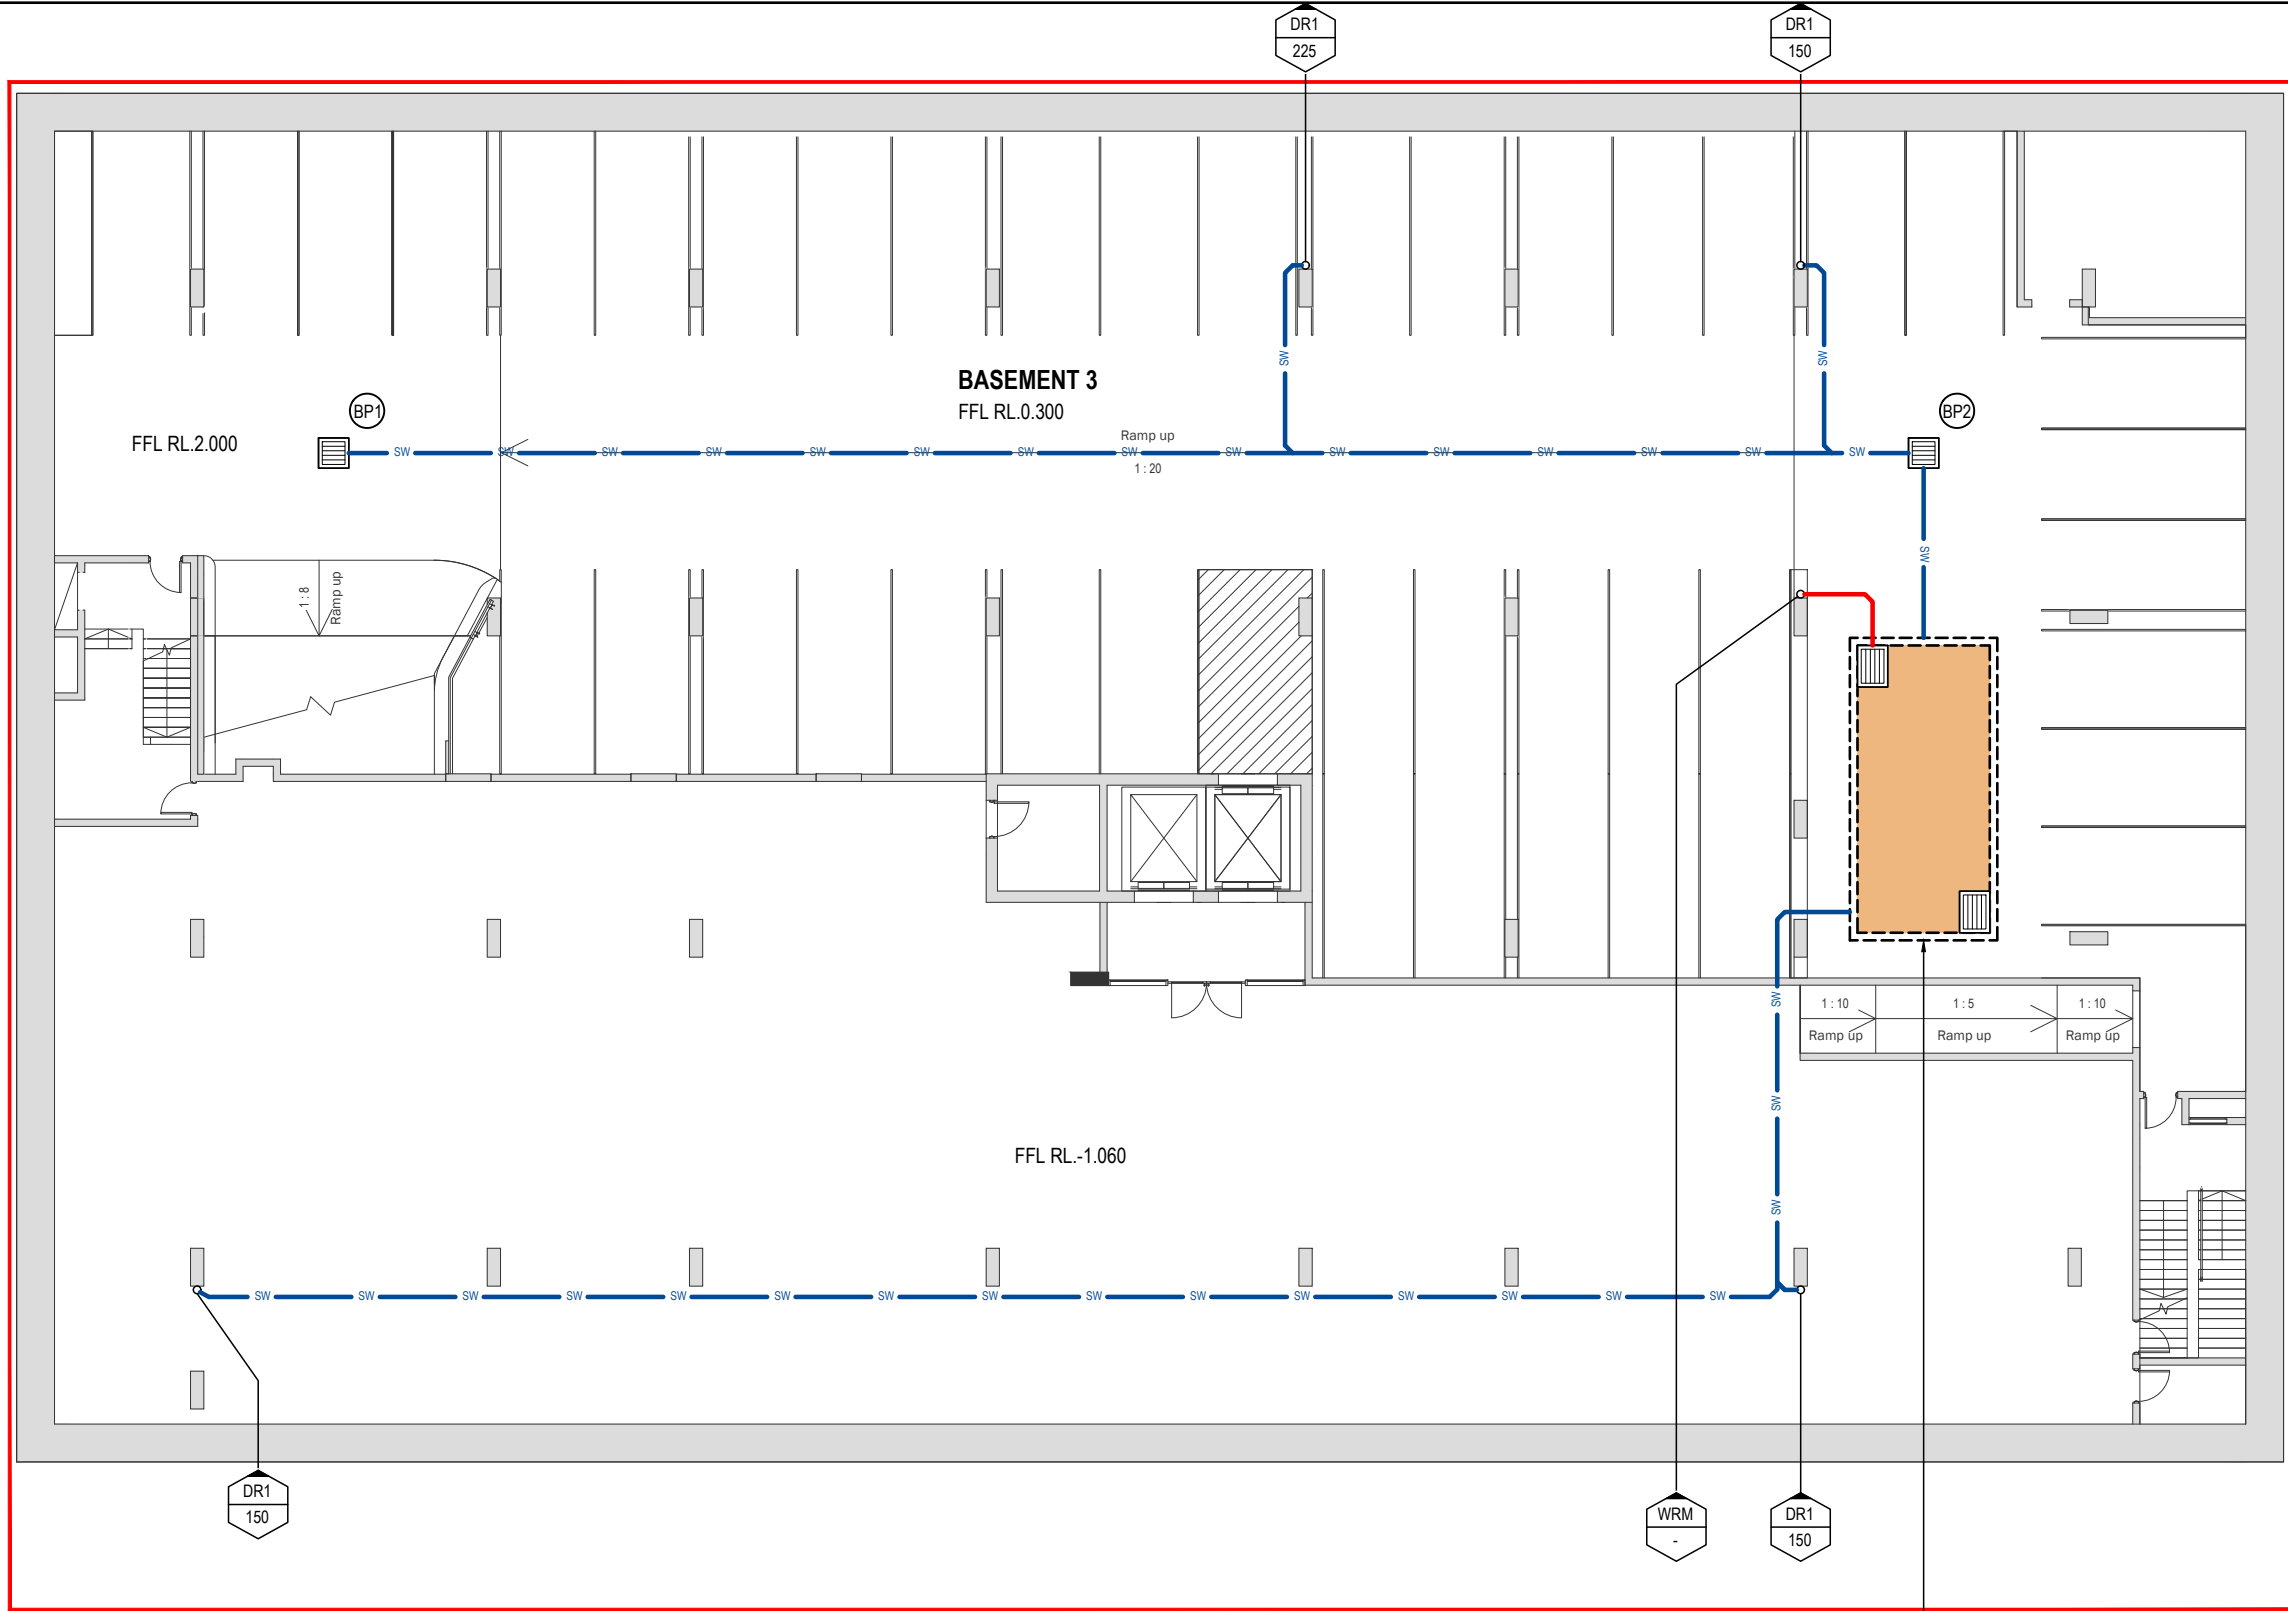 DR1
225
DR1
150
BASEMENT 3
FFL RL.0.300
BP1
BP2
FFL RL.2.000
Ramp up
1 : 20
SW
SW
SW SW SW SW SW SW SW SW SW SW SW SW SW SW SW
SW
1 : 8
Ramp up
SW
1 : 10
1 : 5
1 : 10
Ramp up
Ramp up
Ramp up
SW
FFL RL.-1.060
SW
SW SW SW SW SW SW SW SW SW SW SW SW SW SW SW
DR1
150
WRM
-
DR1
150